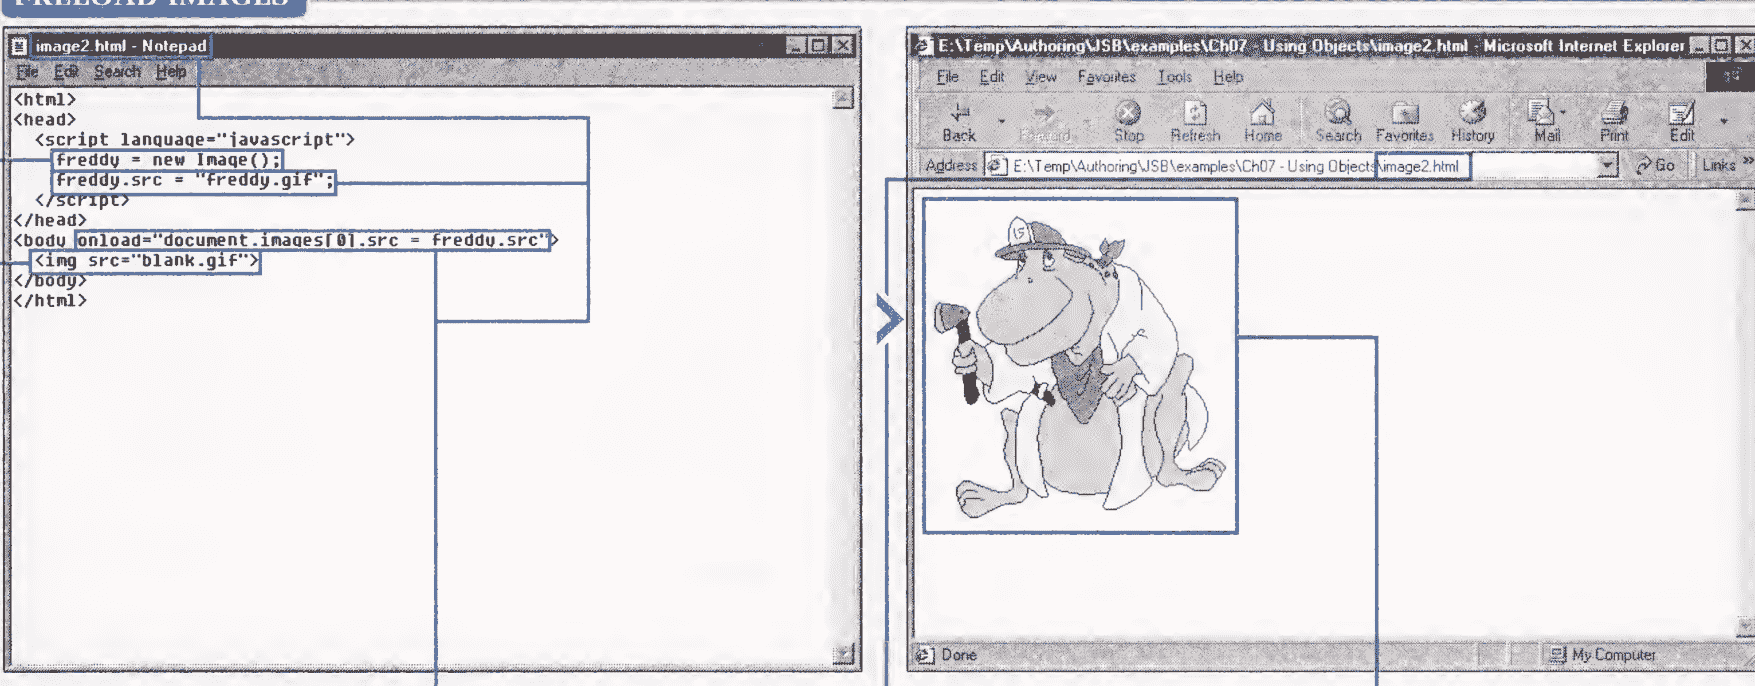 PRELOAD IMAGES
image2.html - Notepad
File Edit Search Help
<html>
<head>
<script language="javascript">
freddy = new Image();
freddy.src = "freddy.gif";
</script>
</head>
<body onload="document.images[0].src = freddy.src">
<img src="blank.gif">
</body>
</html>
E:\Temp\Authoring\JSB\examples\Ch07 - Using Objects\image2.html - Microsoft Internet Explorer
File Edit View Favorites Tools Help
Back Forward Stop Refresh Home Search Favorites History Mail Print Edit
Address E:\Temp\Authoring\JSB\examples\Ch07 - Using Objects\image2.html Go Links »
Done My Computer